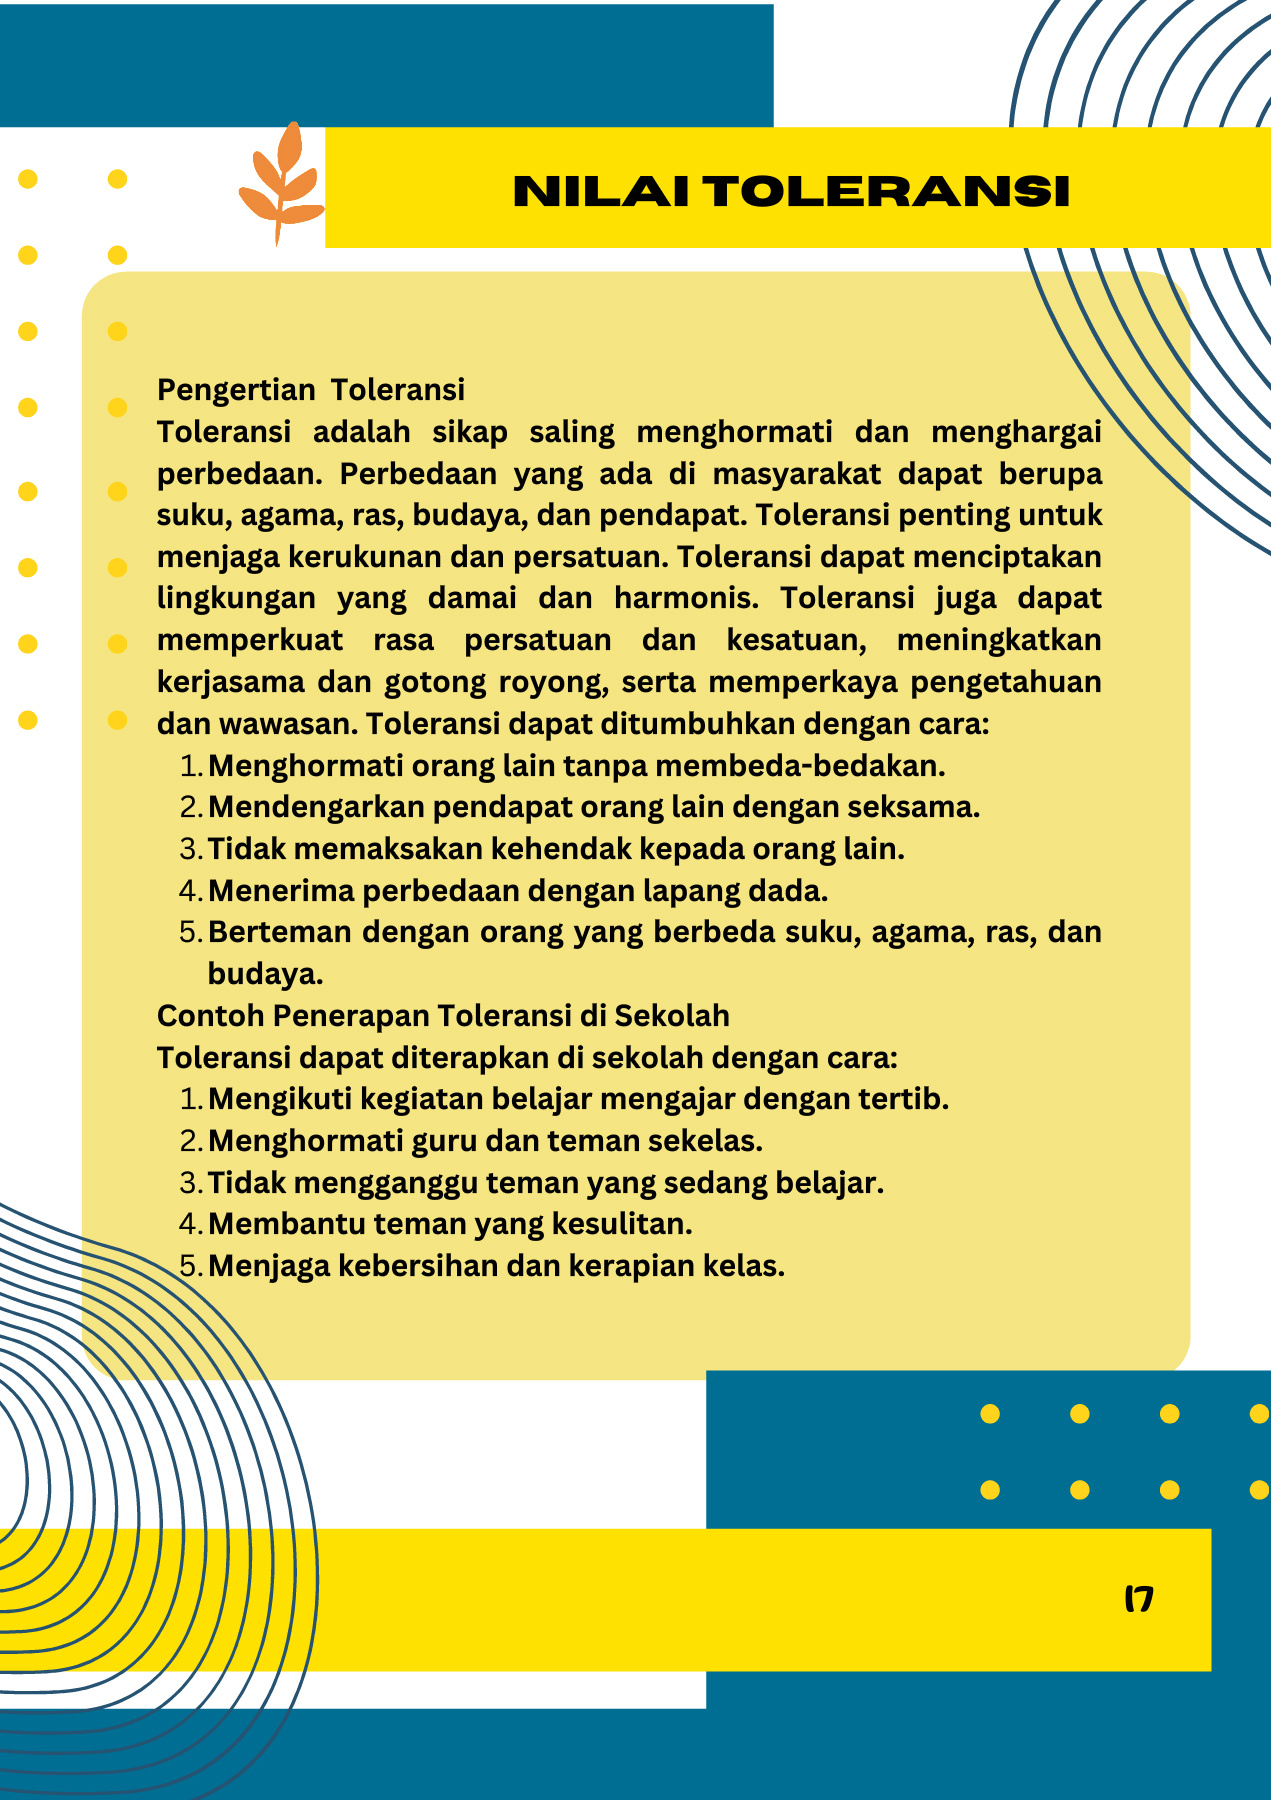 NILAI TOLERANSI
Pengertian Toleransi
Toleransi adalah sikap saling menghormati dan menghargai
perbedaan. Perbedaan yang ada di masyarakat dapat berupa
suku, agama, ras, budaya, dan pendapat. Toleransi penting untuk
menjaga kerukunan dan persatuan. Toleransi dapat menciptakan
lingkungan yang damai dan harmonis. Toleransi juga dapat
memperkuat rasa persatuan dan kesatuan, meningkatkan
kerjasama dan gotong royong, serta memperkaya pengetahuan
dan wawasan. Toleransi dapat ditumbuhkan dengan cara:
1. Menghormati orang lain tanpa membeda-bedakan.
2. Mendengarkan pendapat orang lain dengan seksama.
3. Tidak memaksakan kehendak kepada orang lain.
4. Menerima perbedaan dengan lapang dada.
5. Berteman dengan orang yang berbeda suku, agama, ras, dan
budaya.
Contoh Penerapan Toleransi di Sekolah
Toleransi dapat diterapkan di sekolah dengan cara:
1. Mengikuti kegiatan belajar mengajar dengan tertib.
2. Menghormati guru dan teman sekelas.
3. Tidak mengganggu teman yang sedang belajar.
4. Membantu teman yang kesulitan.
5. Menjaga kebersihan dan kerapian kelas.
17